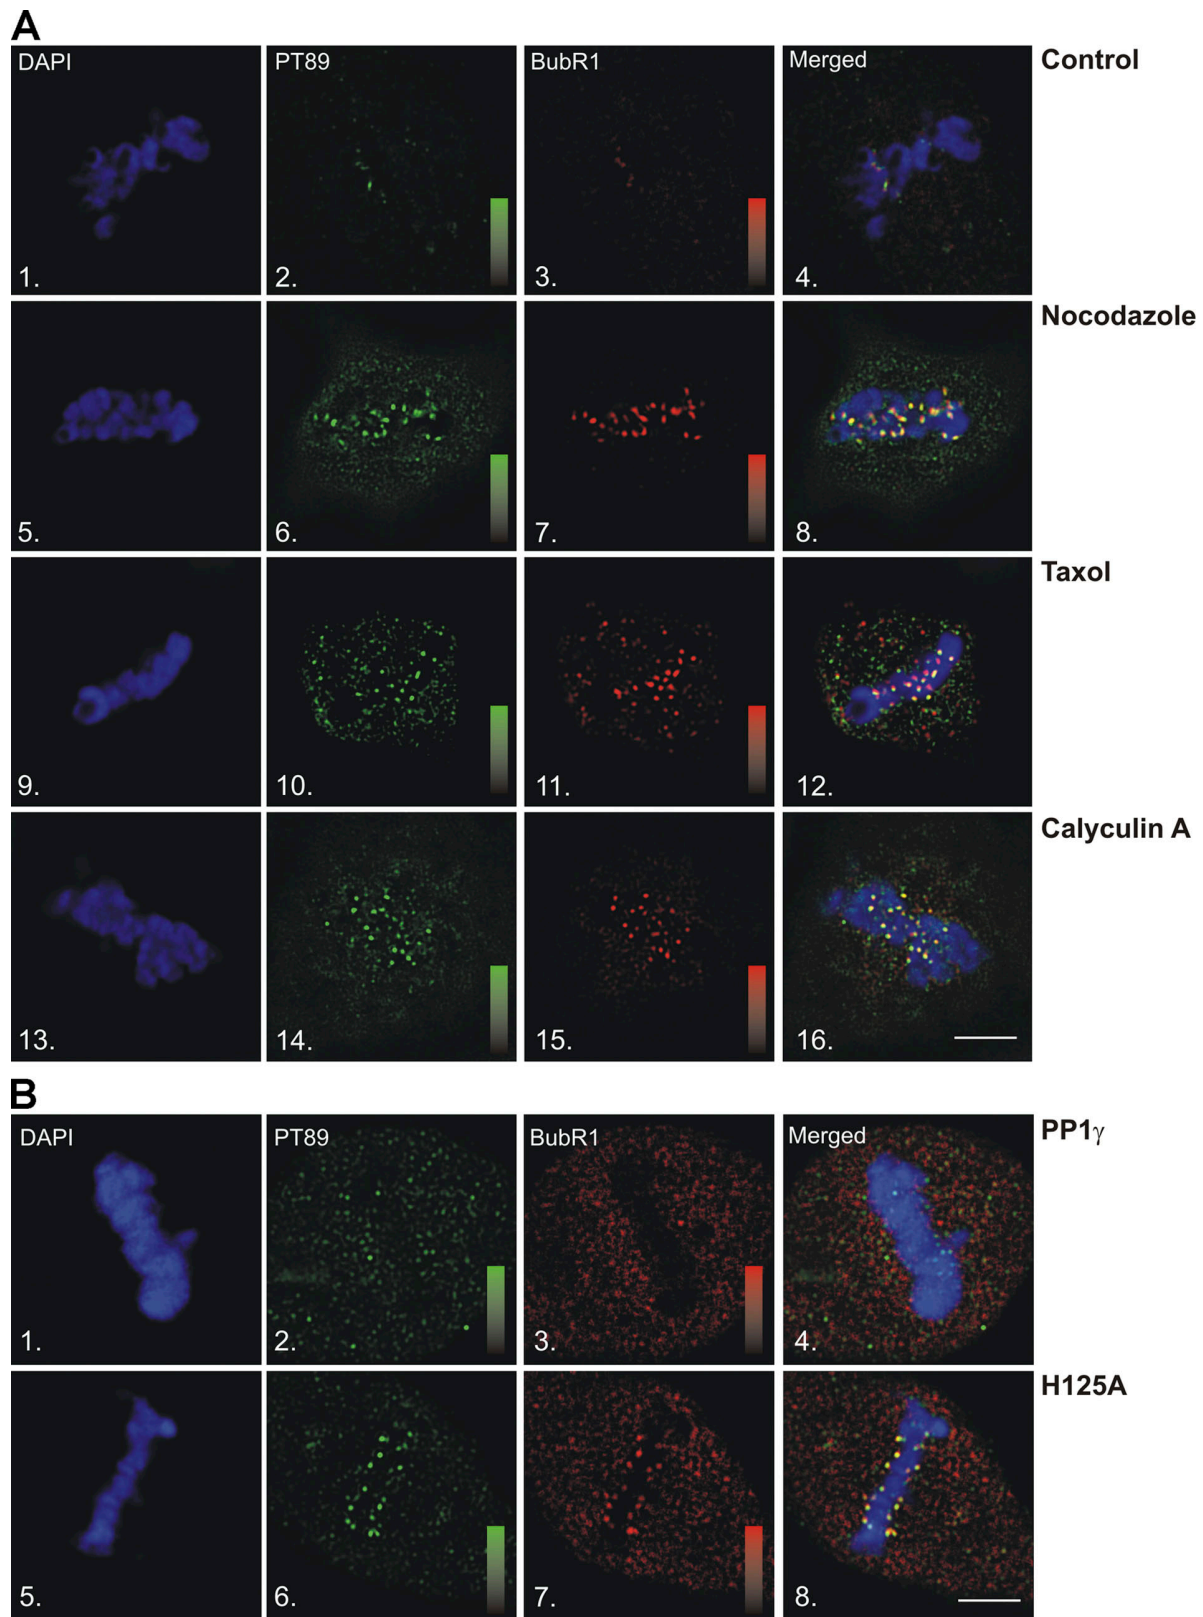 A
DAPI
PT89
BubR1
Merged
Control
1.
2.
3.
4.
Nocodazole
5.
6.
7.
8.
Taxol
9.
10.
11.
12.
Calyculin A
13.
14.
15.
16.
B
DAPI
PT89
BubR1
Merged
PP1γ
1.
2.
3.
4.
H125A
5.
6.
7.
8.